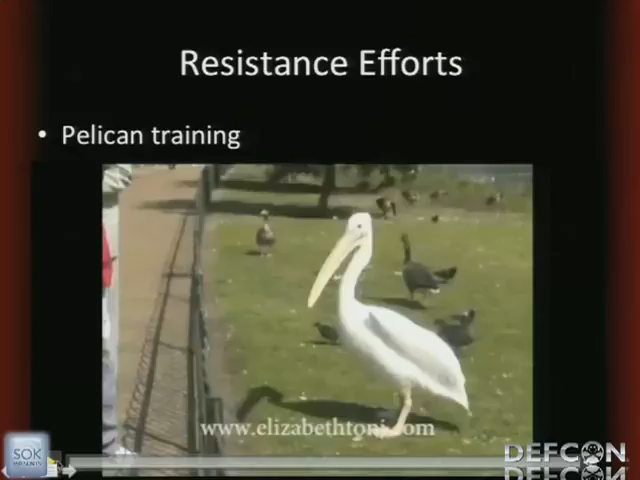 Resistance Efforts
• Pelican training
www.elizabethtoni.com
SOK
DEFCON